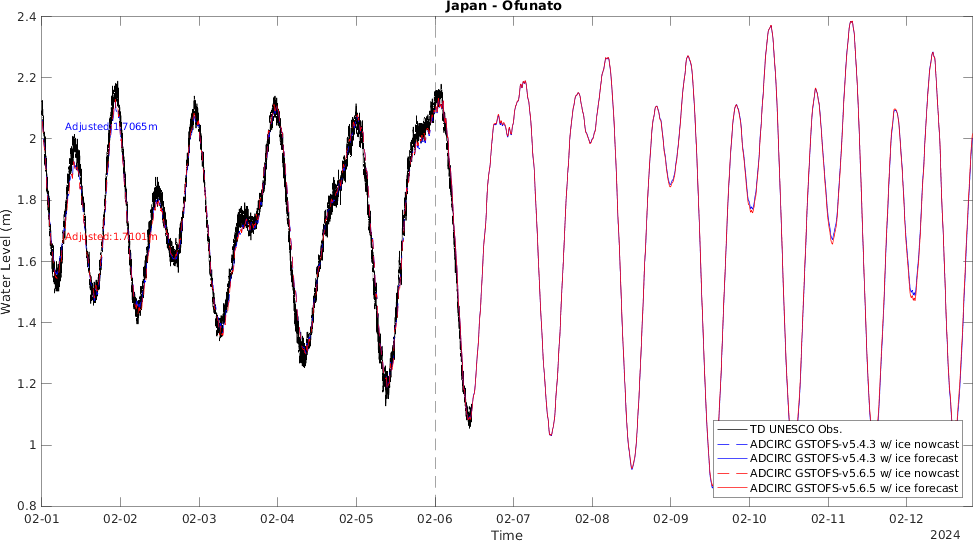 Japan - Ofunato
2.4
2.2
2
1.8
1.6
1.4
1.2
1
0.8
Water Level (m)
Adjusted:1.7065m
Adjusted:1.7101m
TD UNESCO Obs.
ADCIRC GSTOFS-v5.4.3 w/ ice nowcast
ADCIRC GSTOFS-v5.4.3 w/ ice forecast
ADCIRC GSTOFS-v5.6.5 w/ ice nowcast
ADCIRC GSTOFS-v5.6.5 w/ ice forecast
02-01 02-02 02-03 02-04 02-05 02-06 02-07 02-08 02-09 02-10 02-11 02-12
Time
2024